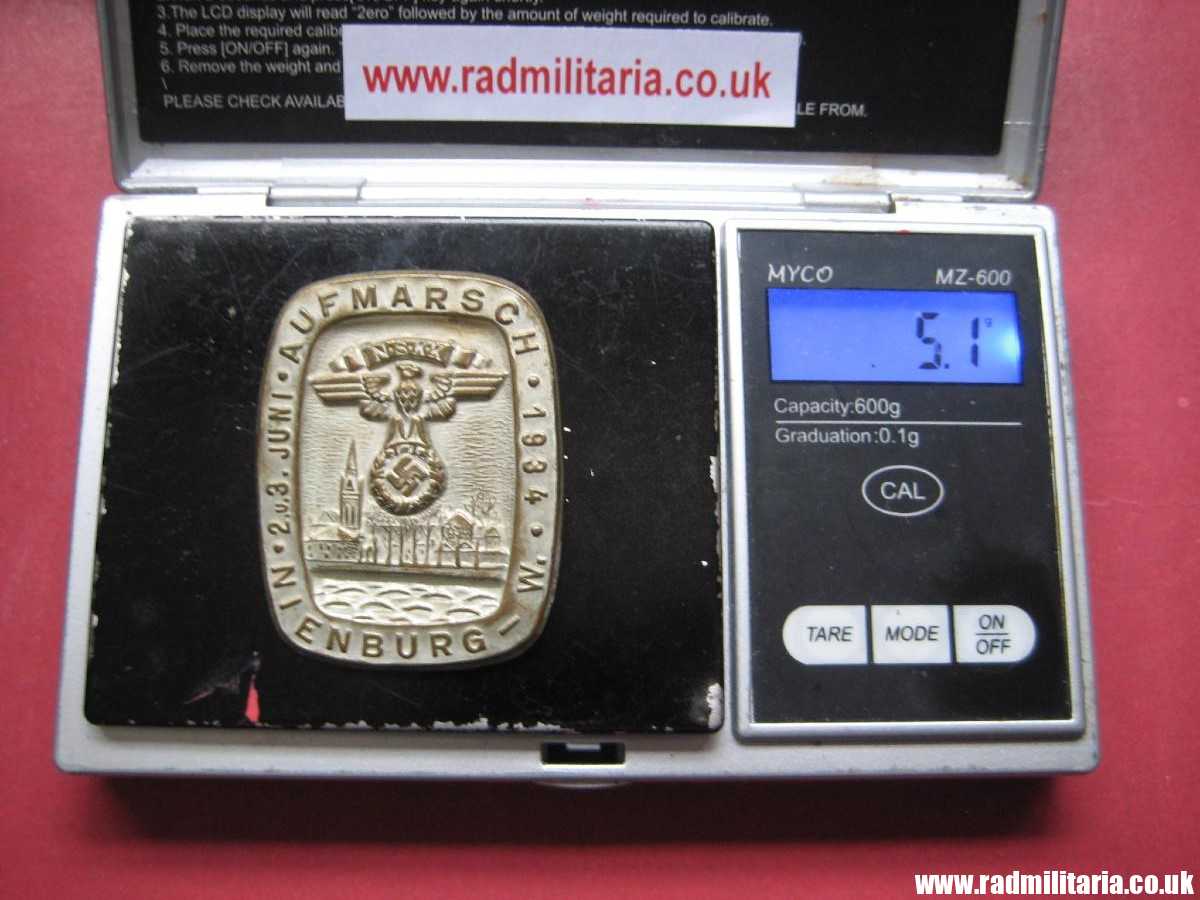 3.The LCD display will read "2ero" followed by the amount of weight required to calibrate.
4. Place the required calib
5. Press [ON/OFF] again.
6. Remove the weight and
\
PLEASE CHECK AVAILAB
LE FROM.
www.radmilitaria.co.uk
MYCO MZ-600
5.1 g
Capacity:600g
Graduation:0.1g
CAL
TARE MODE ON
OFF
IN · 2.u.3. JUNI · AUFMARSCH · 1934 · W.
IENBURG
NSKK
www.radmilitaria.co.uk